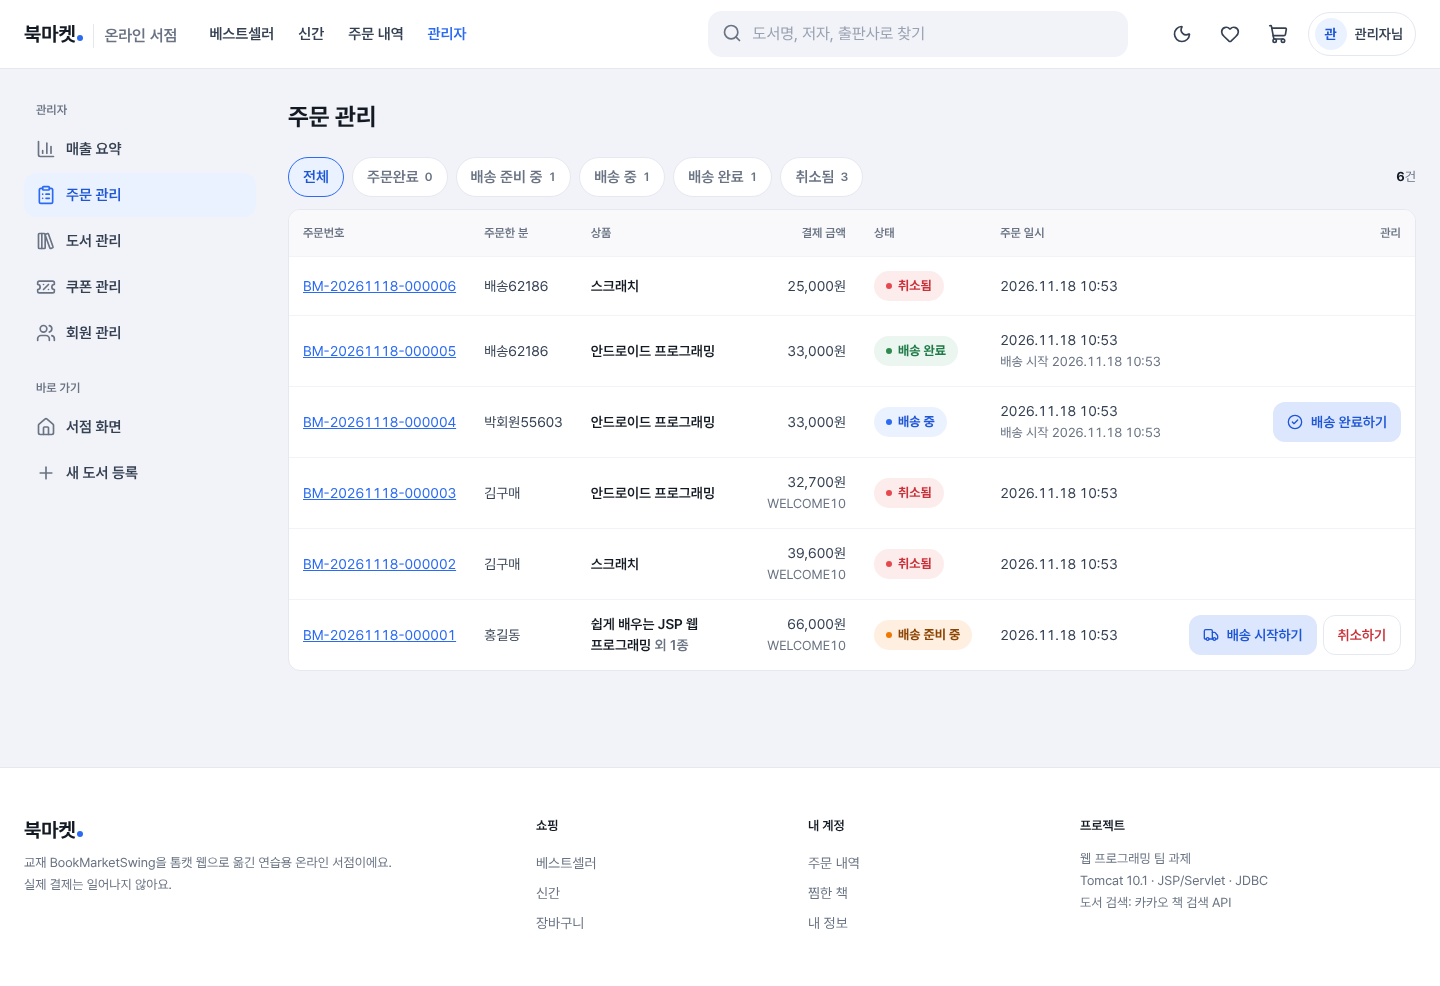 북마켓 온라인 서점 베스트셀러 신간 주문 내역 관리자 도서명, 저자, 출판사로 찾기 관 관리자님
관리자
매출 요약
주문 관리
도서 관리
쿠폰 관리
회원 관리
바로 가기
서점 화면
새 도서 등록
주문 관리
전체 주문완료 0 배송 준비 중 1 배송 중 1 배송 완료 1 취소됨 3 6건
주문번호 주문한 분 상품 결제 금액 상태 주문 일시 관리
BM-20261118-000006 배송62186 스크래치 25,000원 취소됨 2026.11.18 10:53
BM-20261118-000005 배송62186 안드로이드 프로그래밍 33,000원 배송 완료 2026.11.18 10:53
배송 시작 2026.11.18 10:53
BM-20261118-000004 박회원55603 안드로이드 프로그래밍 33,000원 배송 중 2026.11.18 10:53 배송 완료하기
배송 시작 2026.11.18 10:53
BM-20261118-000003 김구매 안드로이드 프로그래밍 32,700원 취소됨 2026.11.18 10:53
WELCOME10
BM-20261118-000002 김구매 스크래치 39,600원 취소됨 2026.11.18 10:53
WELCOME10
BM-20261118-000001 홍길동 쉽게 배우는 JSP 웹 66,000원 배송 준비 중 2026.11.18 10:53 배송 시작하기 취소하기
프로그래밍 외 1종 WELCOME10
북마켓
교재 BookMarketSwing을 톰캣 웹으로 옮긴 연습용 온라인 서점이에요.
실제 결제는 일어나지 않아요.
쇼핑
베스트셀러
신간
장바구니
내 계정
주문 내역
찜한 책
내 정보
프로젝트
웹 프로그래밍 팀 과제
Tomcat 10.1 · JSP/Servlet · JDBC
도서 검색: 카카오 책 검색 API